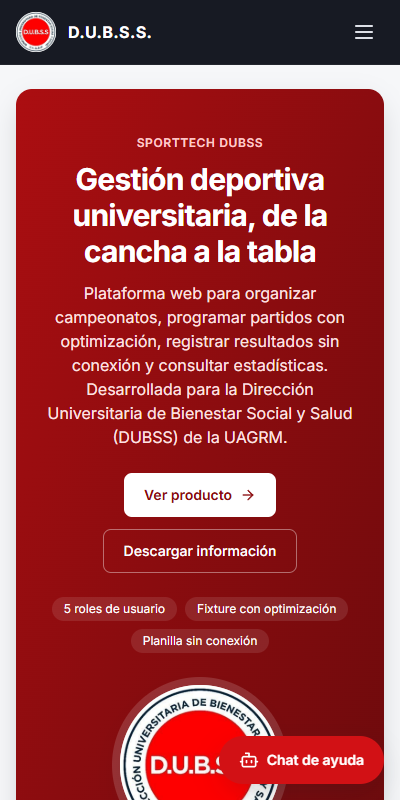 D.U.B.S.S
D.U.B.S.S.
SPORTTECH DUBSS
Gestión deportiva
universitaria, de la
cancha a la tabla
Plataforma web para organizar
campeonatos, programar partidos con
optimización, registrar resultados sin
conexión y consultar estadísticas.
Desarrollada para la Dirección
Universitaria de Bienestar Social y Salud
(DUBSS) de la UAGRM.
Ver producto
Descargar información
5 roles de usuario
Fixture con optimización
Planilla sin conexión
UNIVERSITARIA DE BIENESTAR
D.U.B.S
Chat de ayuda